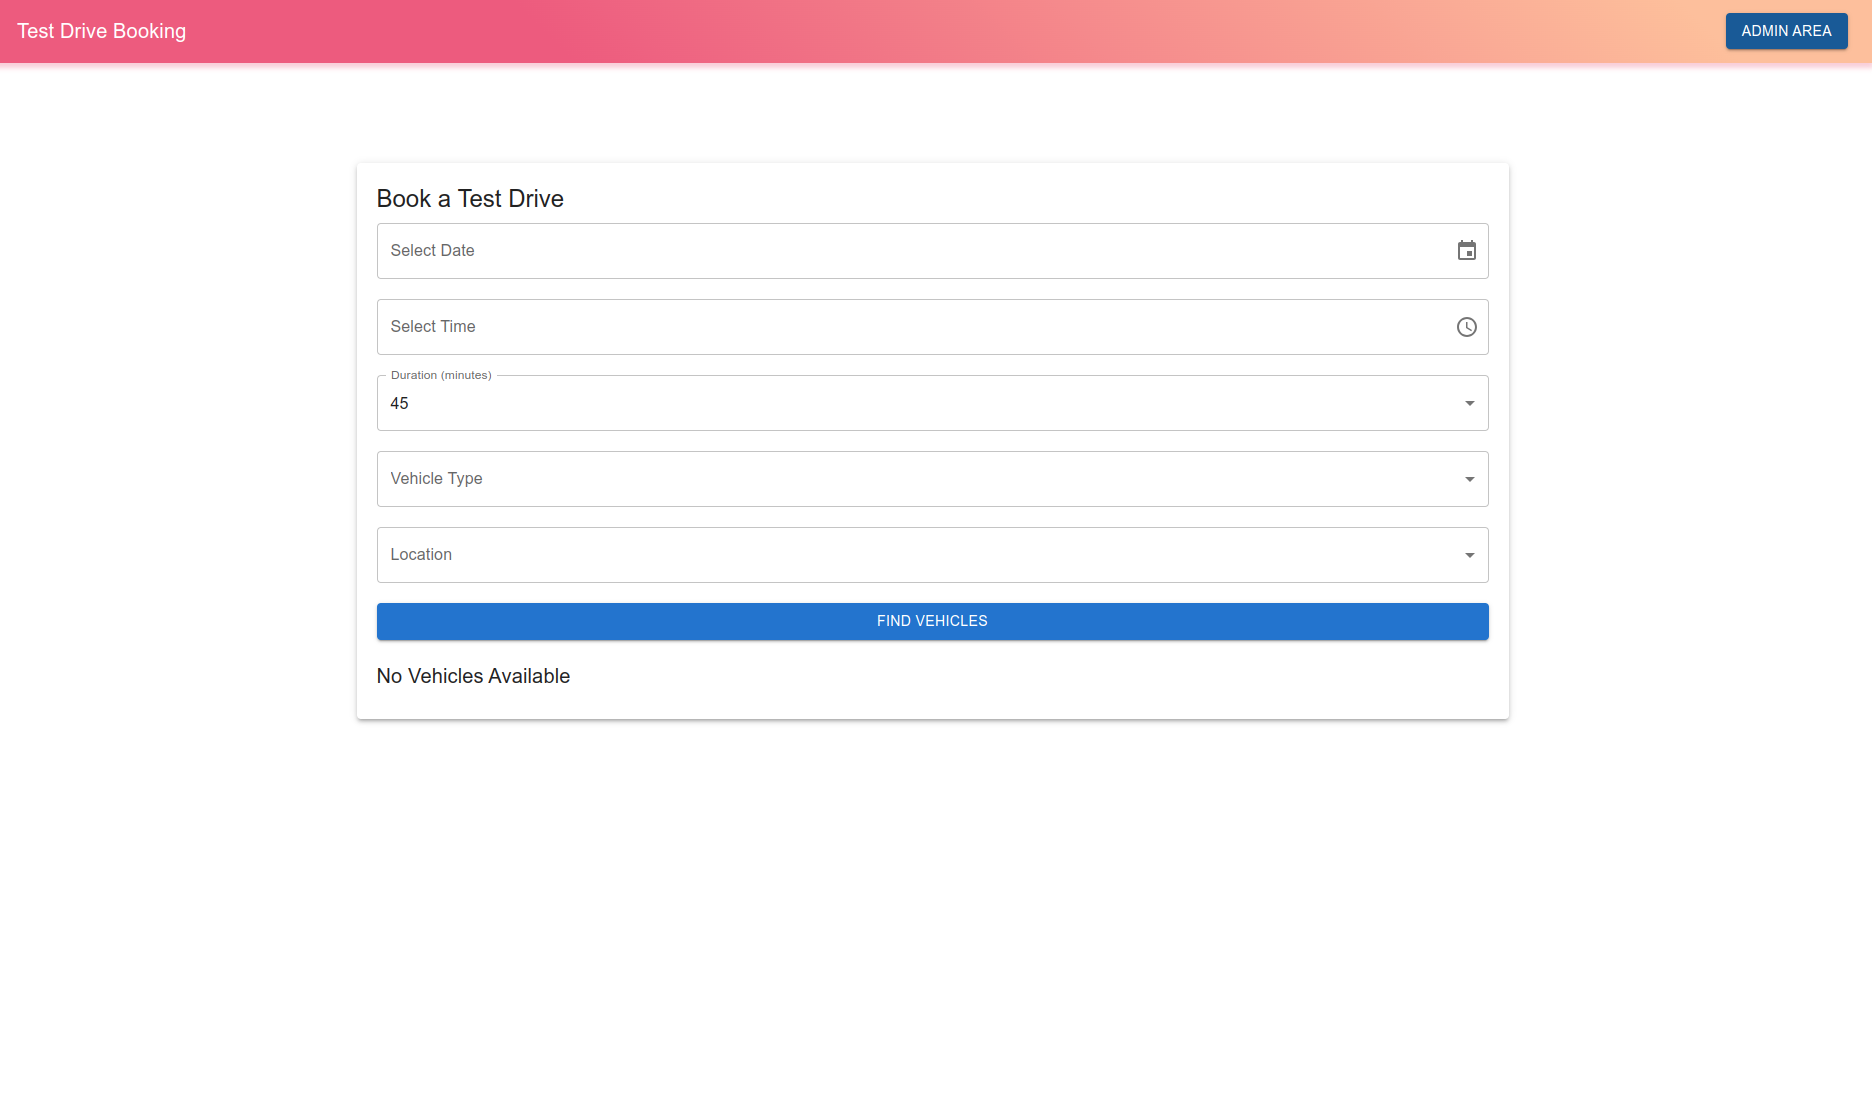 Test Drive Booking
ADMIN AREA
Book a Test Drive
Select Date
Select Time
Duration (minutes)
45
Vehicle Type
Location
FIND VEHICLES
No Vehicles Available